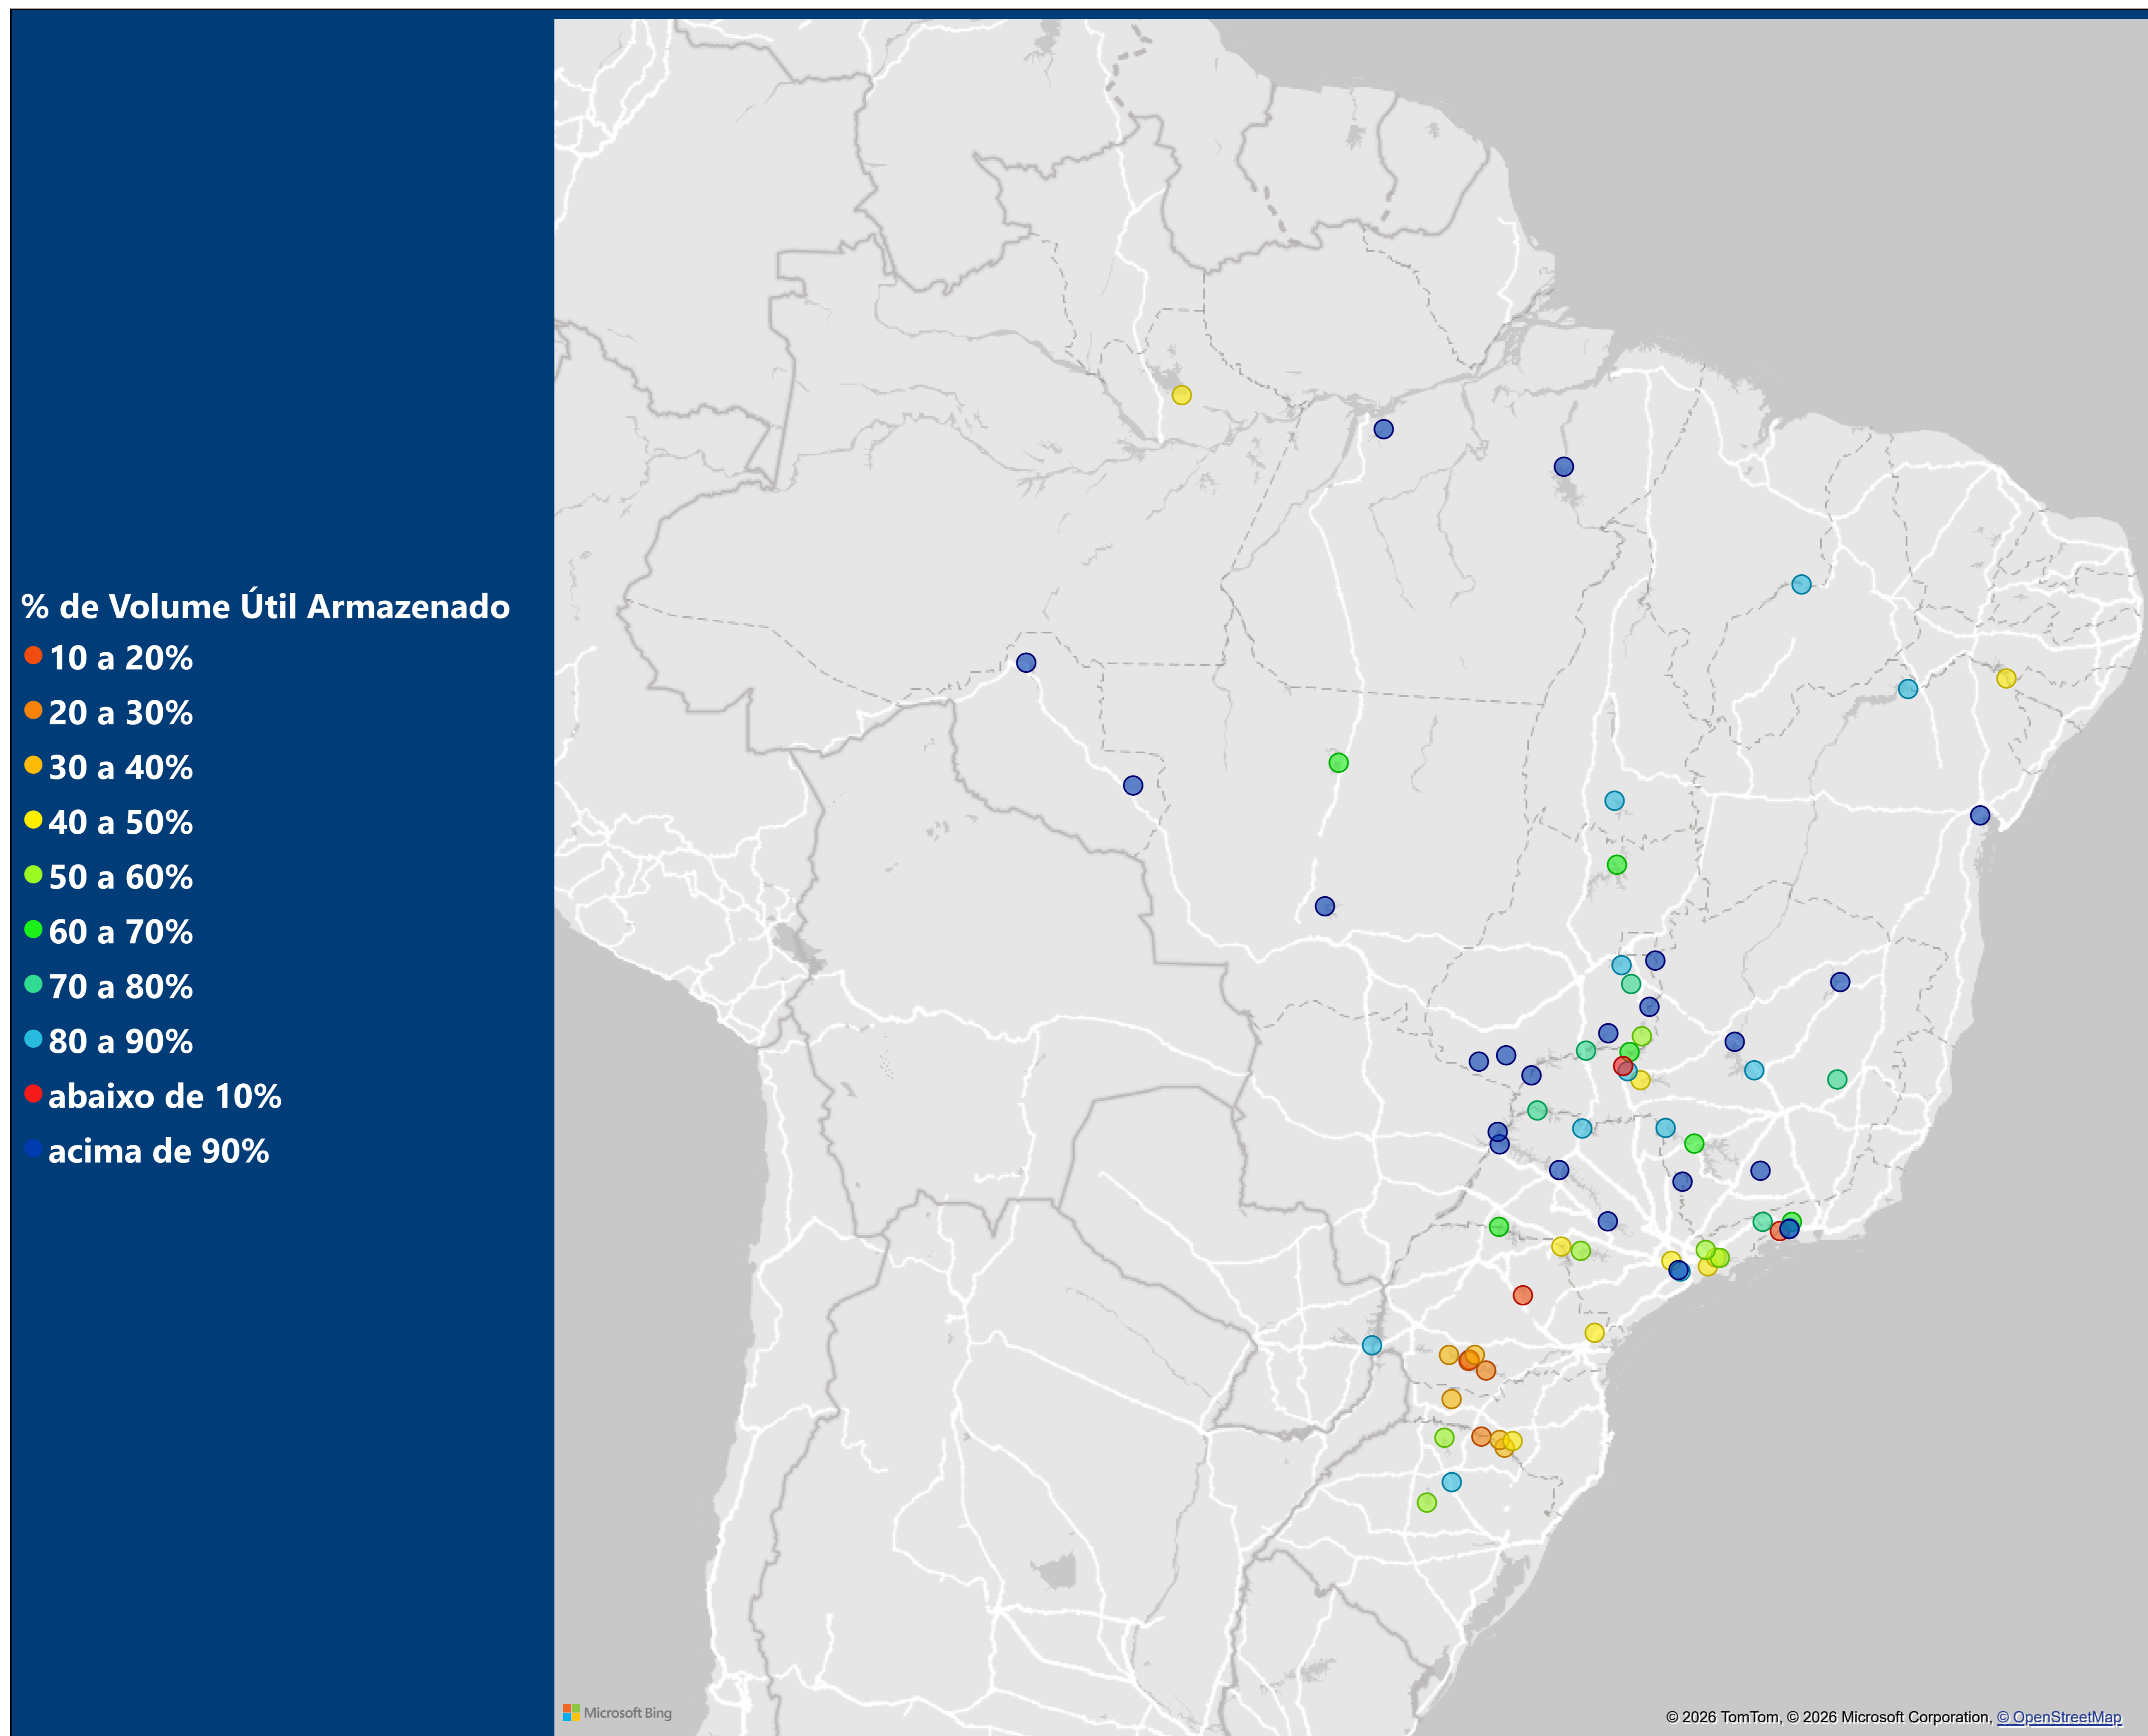 % de Volume Útil Armazenado
10 a 20%
20 a 30%
30 a 40%
40 a 50%
50 a 60%
60 a 70%
70 a 80%
80 a 90%
abaixo de 10%
acima de 90%
Microsoft Bing
© 2026 TomTom, © 2026 Microsoft Corporation, © OpenStreetMap